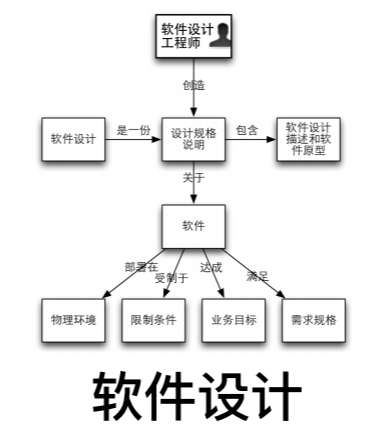 软件设计
工程师
创造
软件设计
是一份
设计规格
说明
包含
软件设计
描述和软
件原型
关于
软件
部署在
受制于
达成
满足
物理环境
限制条件
业务目标
需求规格
软件设计